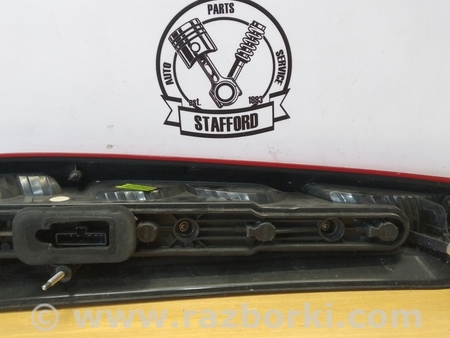 PARTS
AUTO
SERVICE
est.
1983
STAFFORD
© www.razborki.com